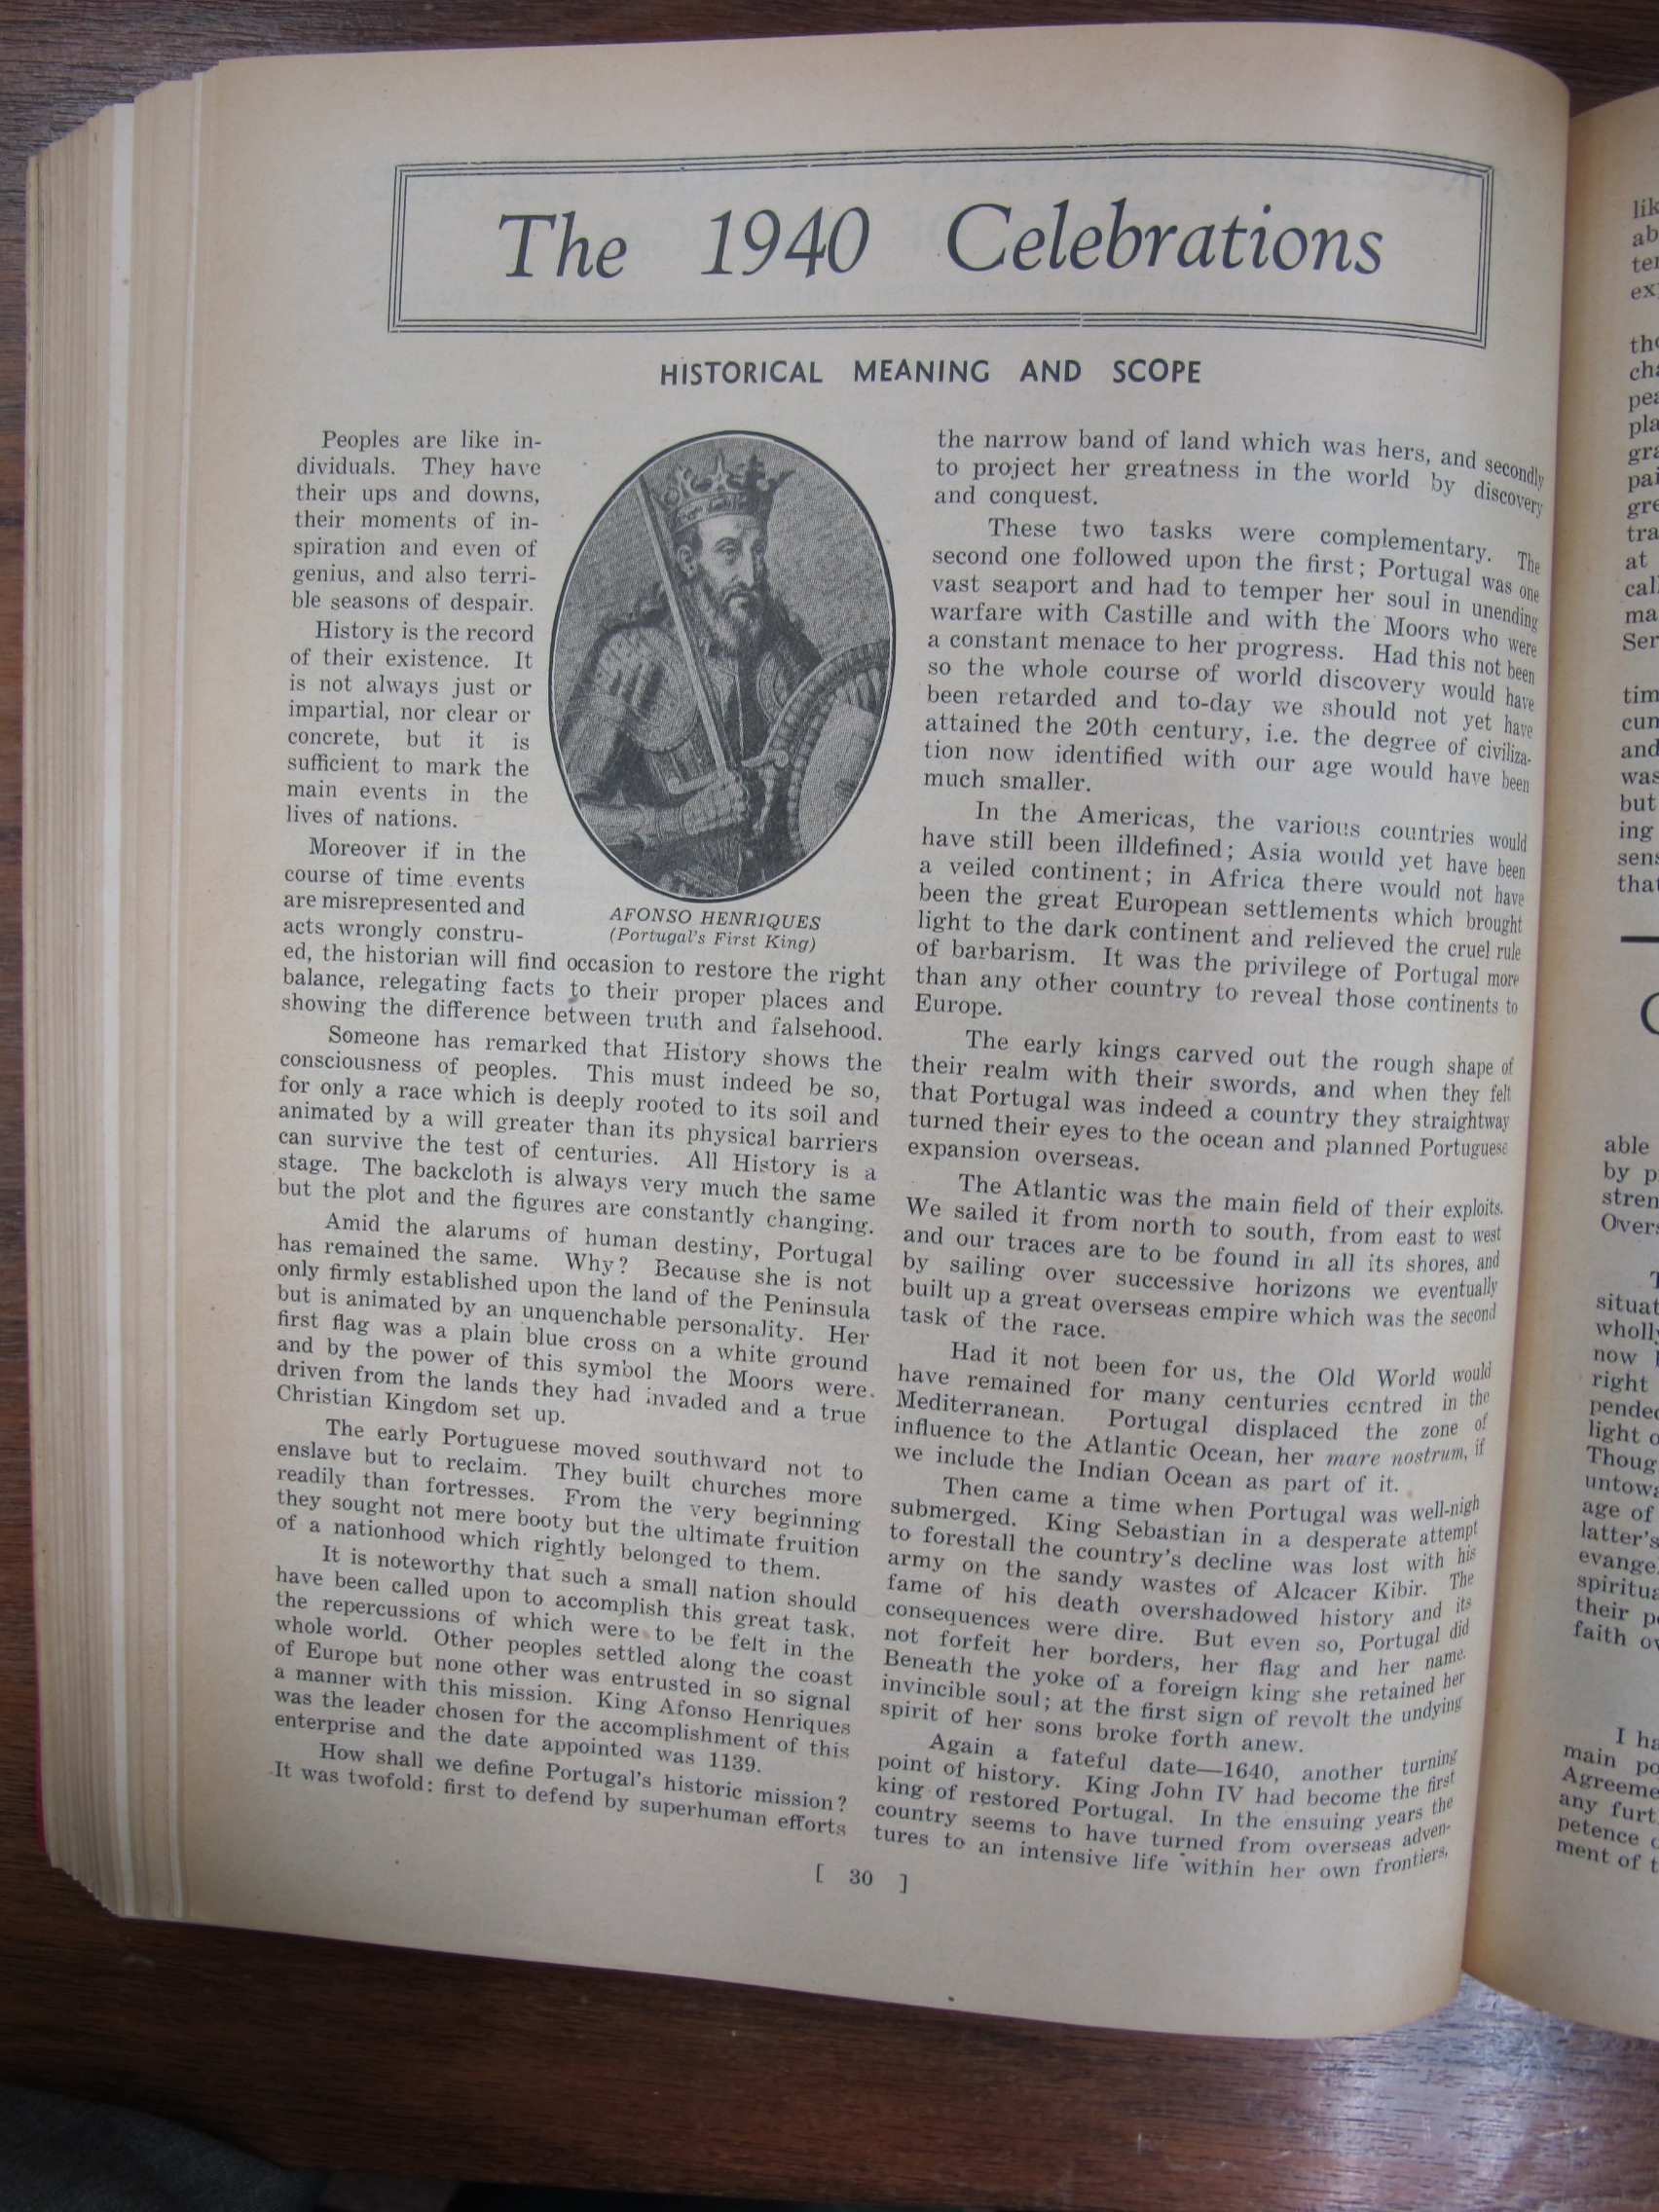 The 1940 Celebrations
HISTORICAL MEANING AND SCOPE
Peoples are like in-
dividuals. They have
their ups and downs,
their moments of in-
spiration and even of
genius, and also terri-
ble seasons of despair.
History is the record
of their existence. It
is not always just or
impartial, nor clear or
concrete, but it is
sufficient to mark the
main events in the
lives of nations.
Moreover if in the
course of time events
are misrepresented and
acts wrongly constru-
AFONSO HENRIQUES
(Portugal's First King)
ed, the historian will find occasion to restore the right
balance, relegating facts to their proper places and
showing the difference between truth and falsehood.
Someone has remarked that History shows the
consciousness of peoples. This must indeed be so,
for only a race which is deeply rooted to its soil and
animated by a will greater than its physical barriers
can survive the test of centuries. All History is a
stage. The backcloth is always very much the same
but the plot and the figures are constantly changing.
Amid the alarums of human destiny, Portugal
has remained the same. Why? Because she is not
only firmly established upon the land of the Peninsula
but is animated by an unquenchable personality. Her
first flag was a plain blue cross on a white ground
and by the power of this symbol the Moors were
driven from the lands they had invaded and a true
Christian Kingdom set up.
The early Portuguese moved southward not to
enslave but to reclaim. They built churches more
readily than fortresses. From the very beginning
they sought not mere booty but the ultimate fruition
of a nationhood which rightly belonged to them.
It is noteworthy that such a small nation should
have been called upon to accomplish this great task,
the repercussions of which were to be felt in the
whole world. Other peoples settled along the coast
of Europe but none other was entrusted in so signal
a manner with this mission. King Afonso Henriques
was the leader chosen for the accomplishment of this
enterprise and the date appointed was 1139.
How shall we define Portugal's historic mission?
It was twofold: first to defend by superhuman efforts
the narrow band of land which was hers, and secondly
to project her greatness in the world by discovery
and conquest.
These two tasks were complementary. The
second one followed upon the first; Portugal was one
vast seaport and had to temper her soul in unending
warfare with Castille and with the Moors who were
a constant menace to her progress. Had this not been
so the whole course of world discovery would have
been retarded and to-day we should not yet have
attained the 20th century, i.e. the degree of civiliza-
tion now identified with our age would have been
much smaller.
In the Americas, the various countries would
have still been illdefined; Asia would yet have been
a veiled continent; in Africa there would not have
been the great European settlements which brought
light to the dark continent and relieved the cruel rule
of barbarism. It was the privilege of Portugal more
than any other country to reveal those continents to
Europe.
The early kings carved out the rough shape of
their realm with their swords, and when they felt
that Portugal was indeed a country they straightway
turned their eyes to the ocean and planned Portuguese
expansion overseas.
The Atlantic was the main field of their exploits.
We sailed it from north to south, from east to west
and our traces are to be found in all its shores, and
by sailing over successive horizons we eventually
built up a great overseas empire which was the second
task of the race.
Had it not been for us, the Old World would
have remained for many centuries centred in the
Mediterranean. Portugal displaced the zone of
influence to the Atlantic Ocean, her mare nostrum, if
we include the Indian Ocean as part of it.
Then came a time when Portugal was well-nigh
submerged. King Sebastian in a desperate attempt
to forestall the country's decline was lost with his
army on the sandy wastes of Alcacer Kibir. The
fame of his death overshadowed history and its
consequences were dire. But even so, Portugal did
not forfeit her borders, her flag and her name.
Beneath the yoke of a foreign king she retained her
invincible soul; at the first sign of revolt the undying
spirit of her sons broke forth anew.
Again a fateful date—1640, another turning
point of history. King John IV had become the first
king of restored Portugal. In the ensuing years the
country seems to have turned from overseas adven-
tures to an intensive life within her own frontiers,
[ 30 ]